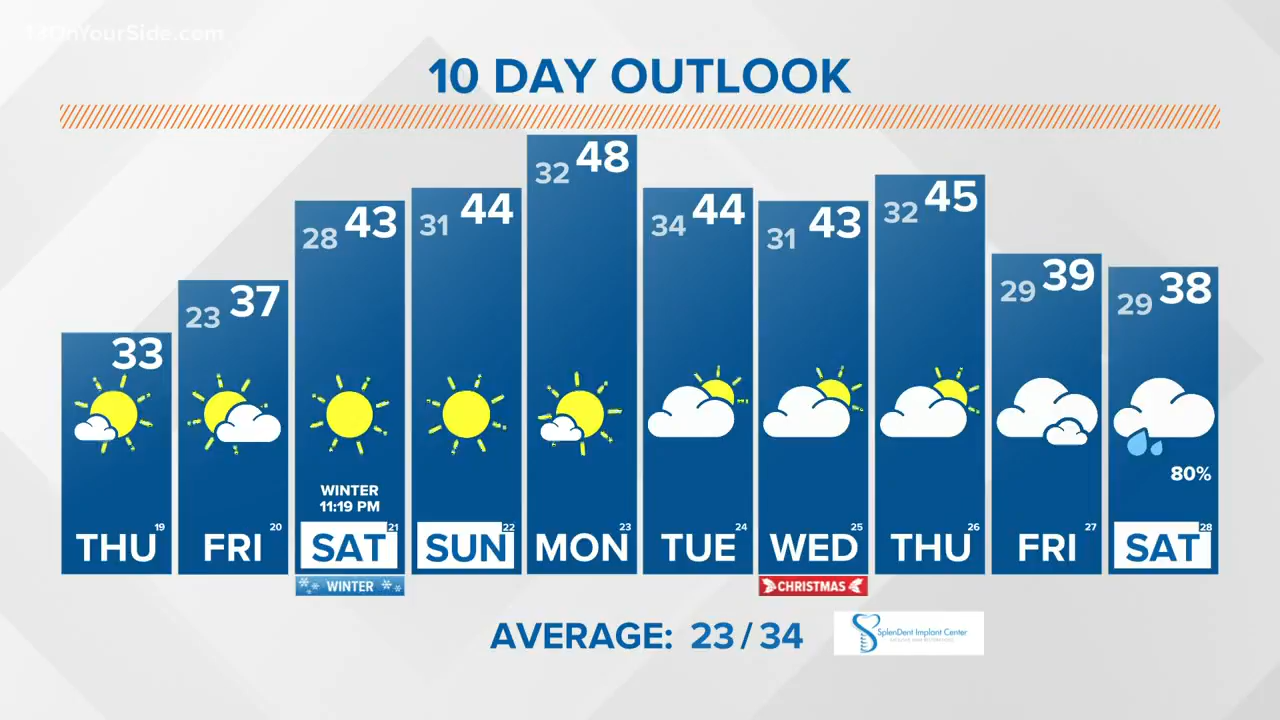 13OnYourSide.com
10 DAY OUTLOOK
33
THU 19
23 37
FRI 20
28 43
WINTER
11:19 PM
SAT 21
WINTER
31 44
SUN 22
32 48
MON 23
34 44
TUE 24
31 43
WED 25
CHRISTMAS
32 45
THU 26
29 39
FRI 27
29 38
80%
SAT 28
AVERAGE: 23 / 34
SplenDent Implant Center